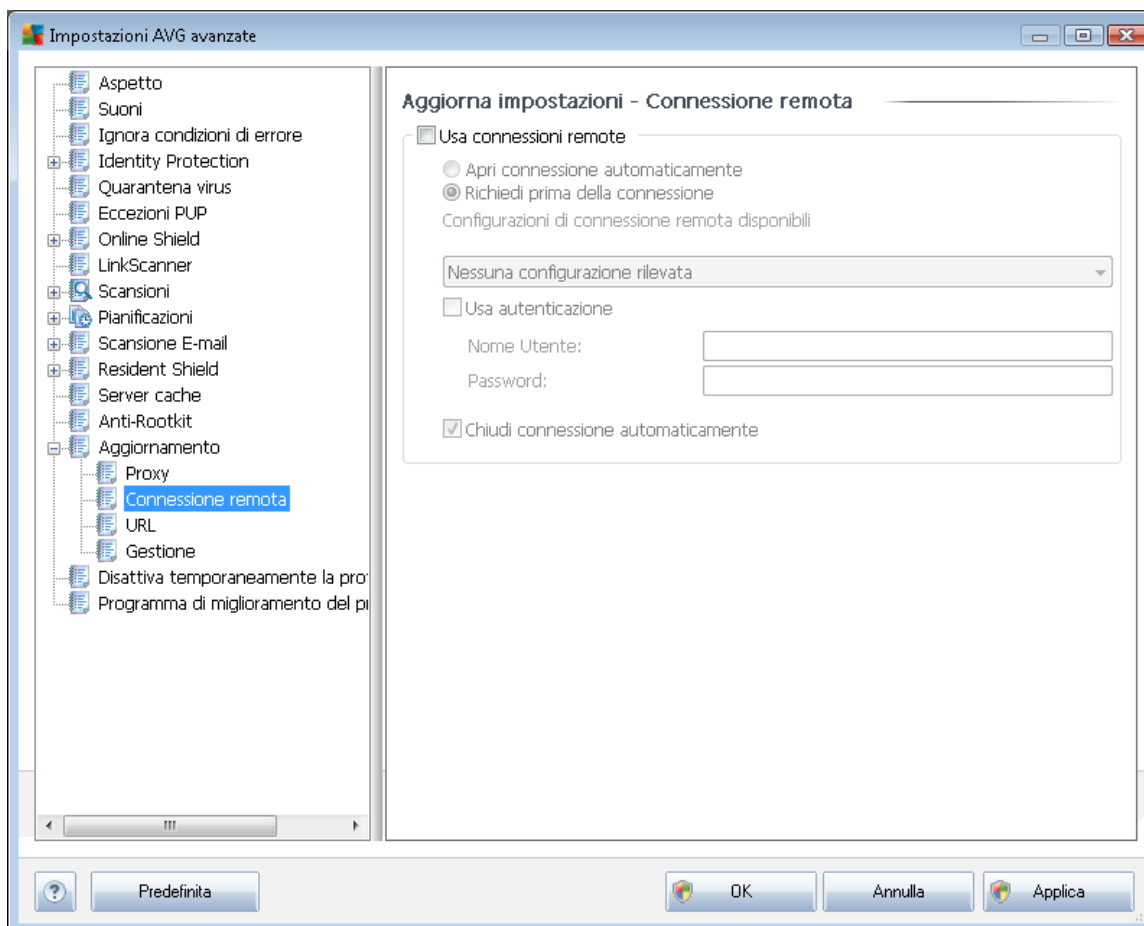 Impostazioni AVG avanzate
Aspetto
Suoni
Ignora condizioni di errore
Identity Protection
Quarantena virus
Eccezioni PUP
Online Shield
LinkScanner
Scansioni
Pianificazioni
Scansione E-mail
Resident Shield
Server cache
Anti-Rootkit
Aggiornamento
Proxy
Connessione remota
URL
Gestione
Disattiva temporaneamente la
Programma di miglioramento del
Aggiorna impostazioni - Connessione remota
Usa connessioni remote
Apri connessione automaticamente
Richiedi prima della connessione
Configurazioni di connessione remota disponibili
Nessuna configurazione rilevata
Usa autenticazione
Nome Utente:
Password:
Chiudi connessione automaticamente
?
Predefinita
OK
Annulla
Applica